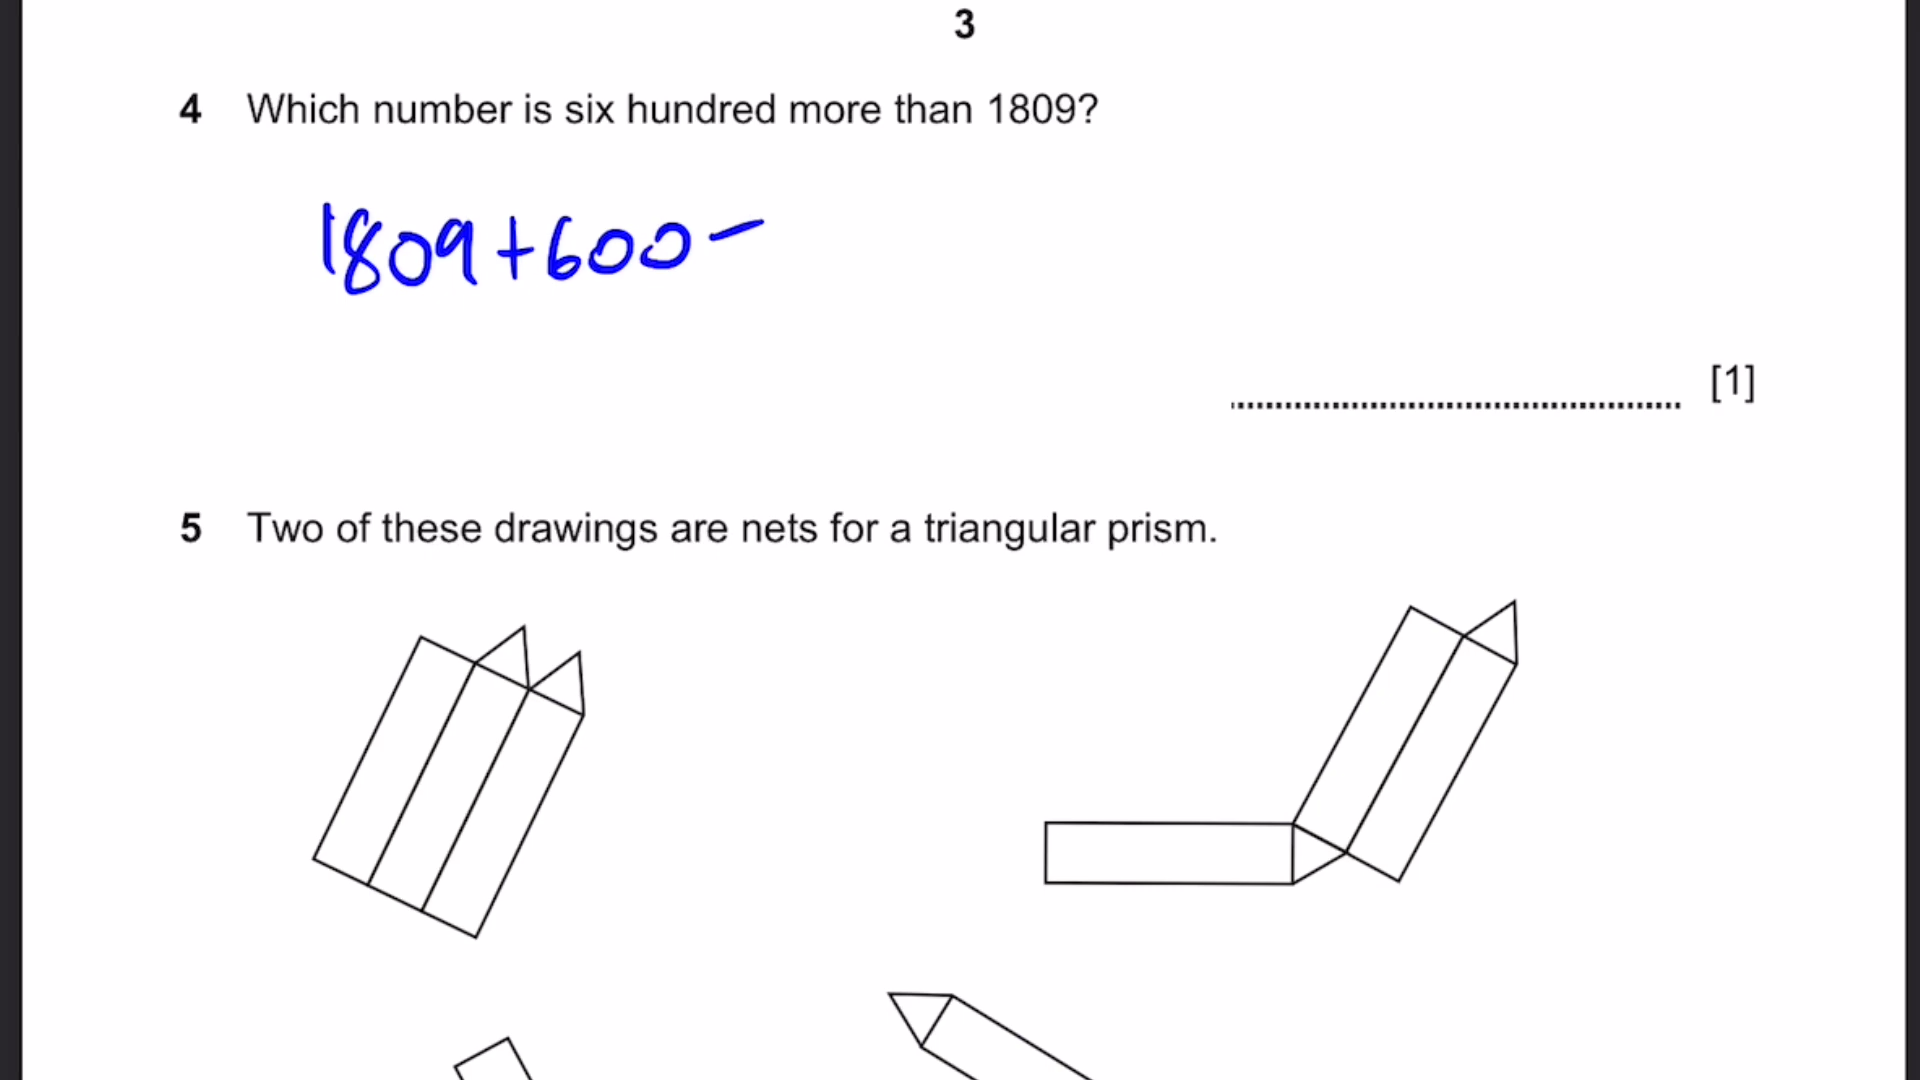 3
4 Which number is six hundred more than 1809?
1809+600-
[1]
5 Two of these drawings are nets for a triangular prism.